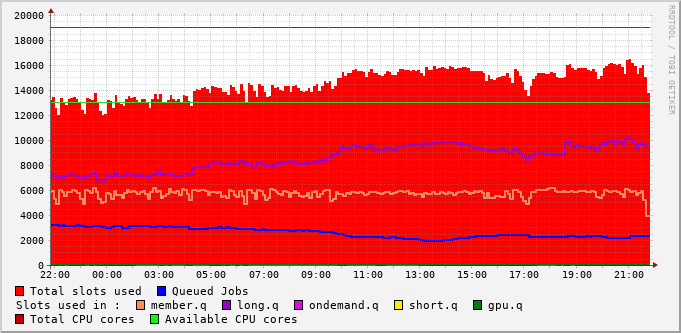 20000
18000
16000
14000
12000
10000
8000
6000
4000
2000
0
22:00 00:00 03:00 05:00 07:00 09:00 11:00 13:00 15:00 17:00 19:00 21:00
RRDTOOL / TOBI OETIKER
Total slots used Queued Jobs
Slots used in : member.q long.q ondemand.q short.q gpu.q
Total CPU cores Available CPU cores